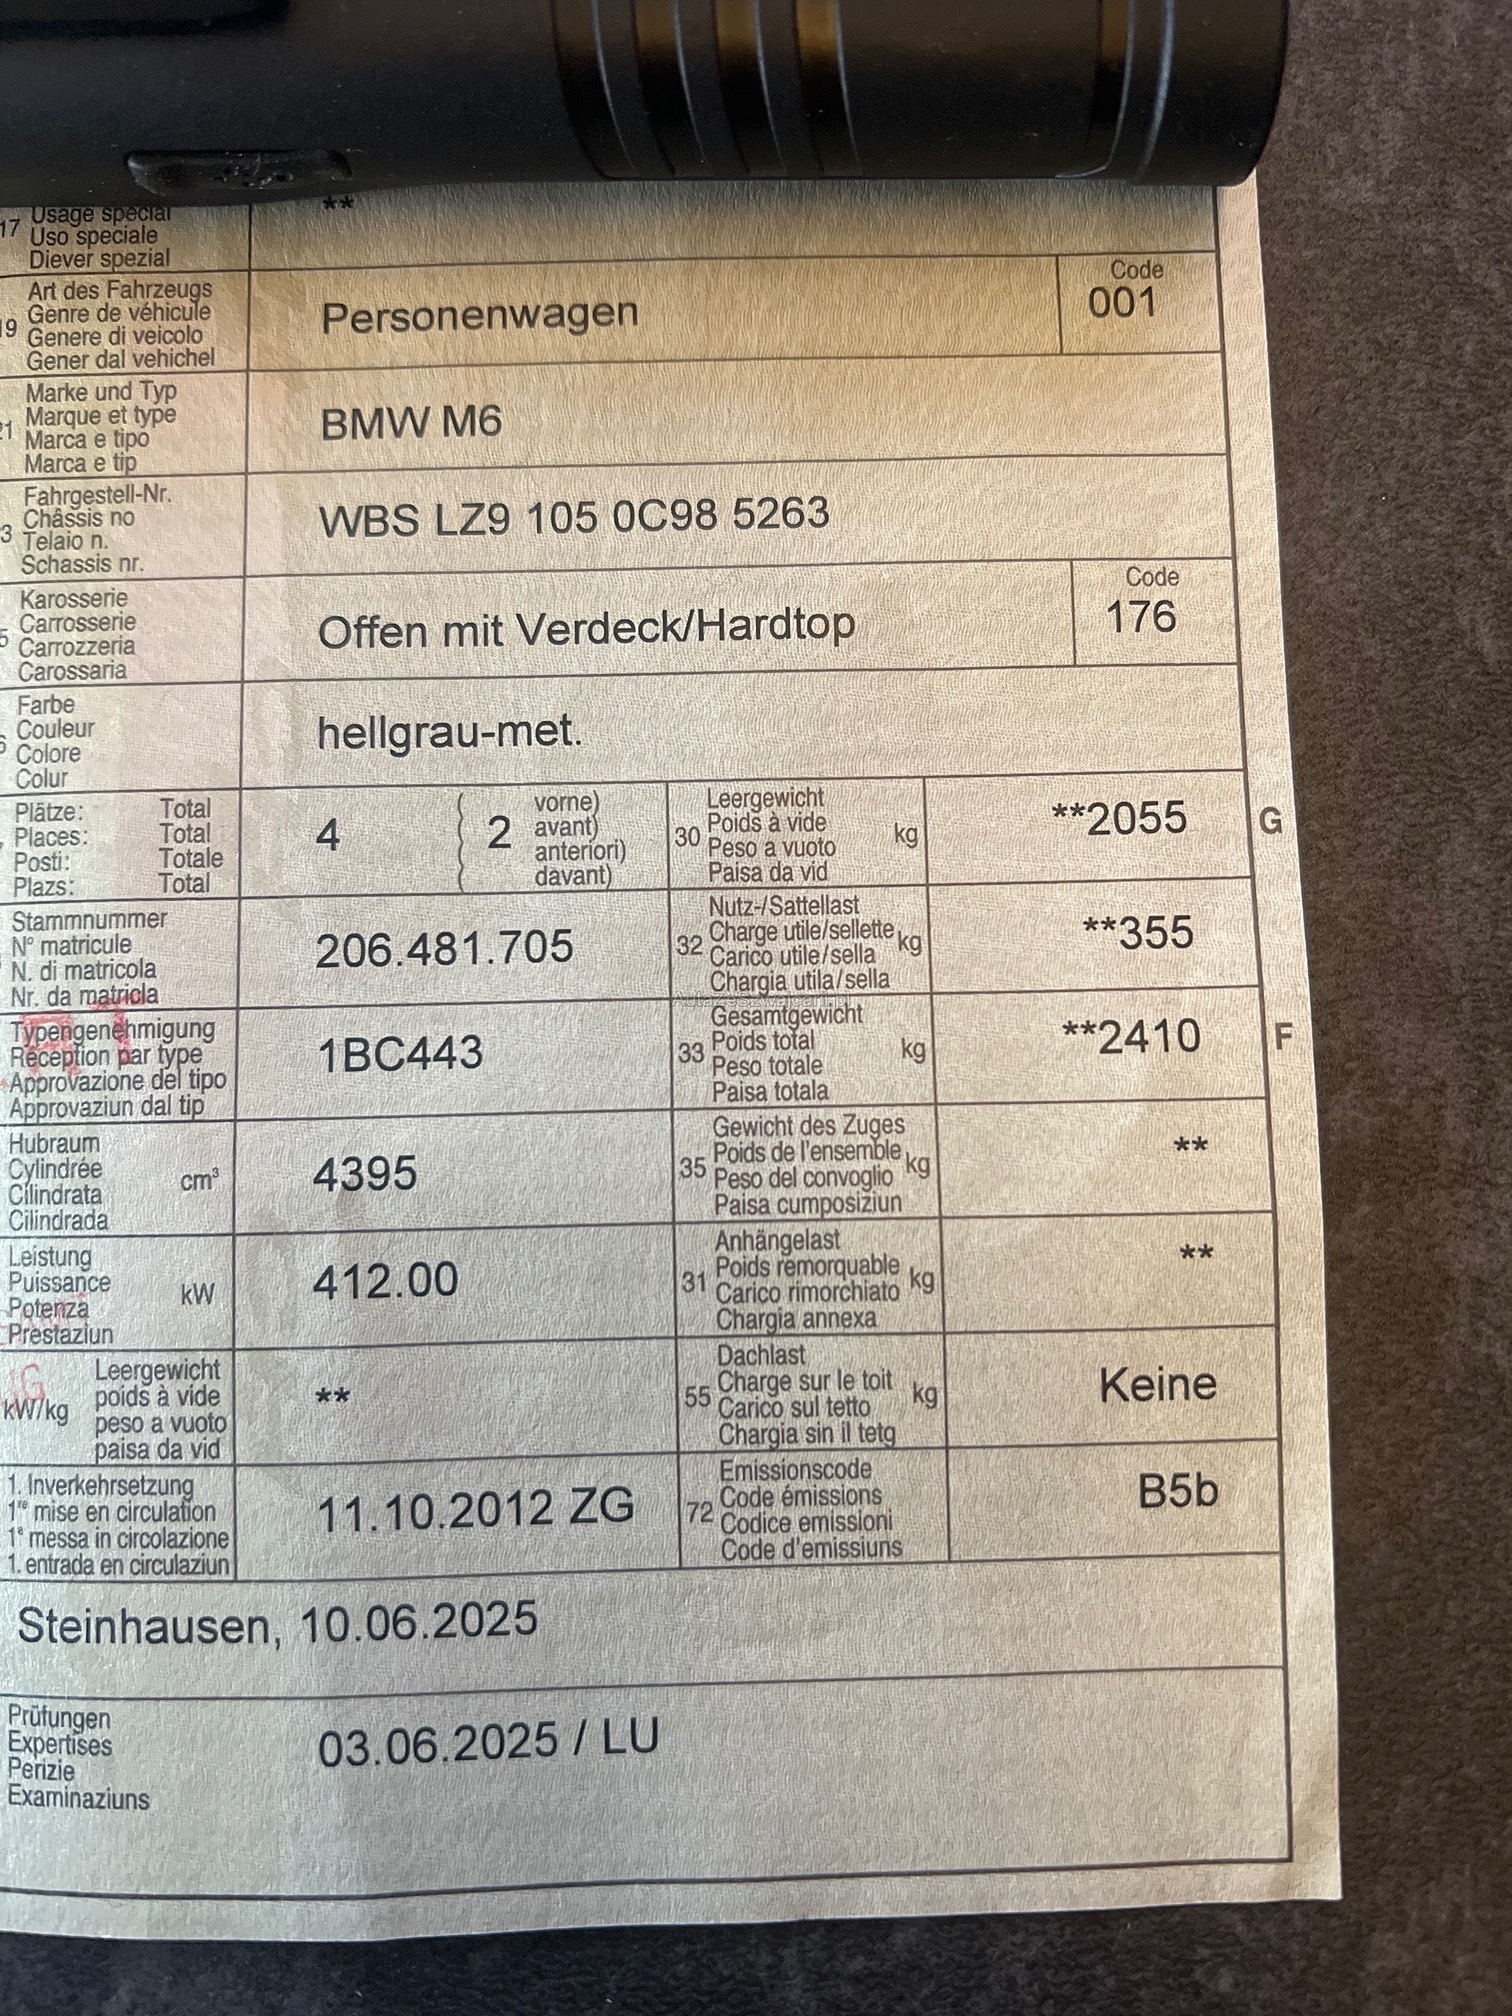 **
17 Usage special
Uso speciale
Diever spezial
Art des Fahrzeugs
Genre de véhicule
19 Genere di veicolo
Gener dal vehichel
Personenwagen
Code
001
Marke und Typ
Marque et type
21 Marca e tipo
Marca e tip
BMW M6
Fahrgestell-Nr.
Châssis no
3 Telaio n.
Schassis nr.
WBS LZ9 105 0C98 5263
Karosserie
5 Carrosserie
Carrozzeria
Carossaria
Offen mit Verdeck/Hardtop
Code
176
Farbe
Couleur
Colore
Colur
hellgrau-met.
Plätze: Total
Places: Total
Posti: Totale
Plazs: Total
4 ( 2 vorne)
avant)
anteriori)
davant)
Leergewicht
30 Poids à vide kg
Peso a vuoto
Paisa da vid
**2055 G
Stammnummer
N° matricule
N. di matricola
Nr. da matricla
206.481.705
Nutz-/Sattellast
32 Charge utile/sellette kg
Carico utile/sella
Chargia utila/sella
**355
Typengenehmigung
Réception par type
Approvazione del tipo
Approvaziun dal tip
1BC443
Gesamtgewicht
33 Poids total kg
Peso totale
Paisa totala
**2410 F
Hubraum
Cylindrée cm³
Cilindrata
Cilindrada
4395
Gewicht des Zuges
35 Poids de l'ensemble kg
Peso del convoglio
Paisa cumposiziun
**
Leistung
Puissance kW
Potenza
Prestaziun
412.00
Anhängelast
31 Poids remorquable kg
Carico rimorchiato
Chargia annexa
**
Leergewicht
kW/kg poids à vide
peso a vuoto
paisa da vid
**
Dachlast
55 Charge sur le toit kg
Carico sul tetto
Chargia sin il tetg
Keine
1. Inverkehrsetzung
1re mise en circulation
1a messa in circolazione
1. entrada en circulaziun
11.10.2012 ZG
Emissionscode
72 Code émissions
Codice emissioni
Code d'emissiuns
B5b
Steinhausen, 10.06.2025
Prüfungen
Expertises
Perizie
Examinaziuns
03.06.2025 / LU